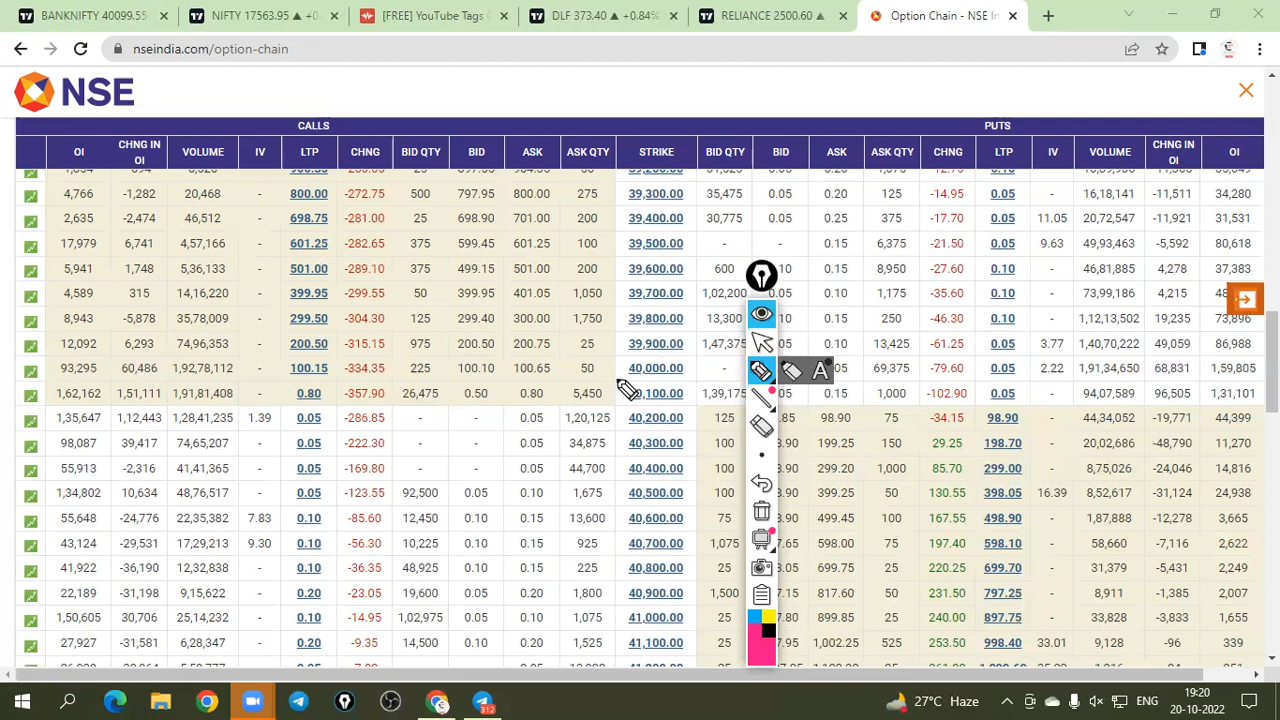 BANKNIFTY 40099.55
NIFTY 17563.95 ▲ +0
[FREE] YouTube Tags
DLF 373.40 ▲ +0.84%
RELIANCE 2500.60 ▲
Option Chain - NSE In
nseindia.com/option-chain
NSE
CALLS PUTS
OI CHNG IN OI VOLUME IV LTP CHNG BID QTY BID ASK ASK QTY STRIKE BID QTY BID ASK ASK QTY CHNG LTP IV VOLUME CHNG IN OI OI
4,766 -1,282 20,468 - 800.00 -272.75 500 797.95 800.00 275 39,300.00 35,475 0.05 0.20 125 -14.95 0.05 - 16,18,141 -11,511 34,280
2,635 -2,474 46,512 - 698.75 -281.00 25 698.90 701.00 200 39,400.00 30,775 0.05 0.25 375 -17.70 0.05 11.05 20,72,547 -11,921 31,531
17,979 6,741 4,57,166 - 601.25 -282.65 375 599.45 601.25 100 39,500.00 - - 0.15 6,375 -21.50 0.05 9.63 49,93,463 -5,592 80,618
5,941 1,748 5,36,133 - 501.00 -289.10 375 499.15 501.00 200 39,600.00 600 0.15 8,950 -27.60 0.10 - 46,81,885 4,278 37,383
4,589 315 14,16,220 - 399.95 -299.55 50 399.95 401.05 1,050 39,700.00 1,02,200 0.10 1,175 -35.60 0.10 - 73,99,186 4,215
8,943 -5,878 35,78,009 - 299.50 -304.30 125 299.40 300.00 1,750 39,800.00 13,300 0.15 250 -46.30 0.10 - 1,12,13,502 19,235 73,896
12,092 6,293 74,96,353 - 200.50 -315.15 975 200.50 200.75 25 39,900.00 1,47,375 0.10 13,425 -61.25 0.05 3.77 49,059 86,988
93,295 60,486 1,92,78,112 - 100.15 -334.35 225 100.10 100.65 50 40,000.00 - 69,375 -79.60 0.05 2.22 1,91,34,650 68,831 1,59,805
1,62,162 1,51,111 1,91,81,408 - 0.80 -357.90 26,475 0.50 0.80 5,450 1,39,175 0.15 1,000 -102.90 0.05 - 94,07,589 96,505 1,31,101
1,35,647 1,12,443 1,28,41,235 1.39 0.05 -286.85 - - 0.05 1,20,125 40,200.00 125 98.90 75 -34.15 98.90 - 44,34,052 -19,771 44,399
98,087 39,417 74,65,207 - 0.05 -222.30 - - 0.05 34,875 40,300.00 100 199.25 150 29.25 198.70 - 20,02,686 -48,790 11,270
55,913 -2,316 41,41,365 - 0.05 -169.80 - - 0.05 44,700 40,400.00 100 299.20 1,000 85.70 299.00 - 8,75,026 -24,046 14,816
1,34,802 10,634 48,76,517 - 0.05 -123.55 92,500 0.05 0.10 1,675 40,500.00 100 399.25 50 130.55 398.05 16.39 8,52,617 -31,124 24,938
55,648 -24,776 22,35,382 7.83 0.10 -85.60 12,450 0.10 0.15 13,600 40,600.00 75 499.45 100 167.55 498.90 - 1,87,888 -12,278 3,665
43,124 -29,531 17,29,213 9.30 0.10 -56.30 10,225 0.10 0.15 925 40,700.00 1,075 598.00 75 197.40 598.10 - 58,660 -7,116 2,622
41,922 -36,190 12,32,838 - 0.10 -36.35 48,925 0.10 0.15 225 40,800.00 25 699.75 25 220.25 699.70 - 31,379 -5,431 2,249
22,189 -31,198 9,15,622 - 0.20 -23.05 19,600 0.10 0.20 1,800 40,900.00 1,500 817.60 50 231.50 797.25 - 8,911 -1,385 2,007
1,50,605 30,706 25,14,232 - 0.10 -14.95 1,02,975 0.05 0.10 1,075 41,000.00 25 899.85 25 240.00 897.75 - 33,828 -3,833 1,655
27,927 -31,581 6,28,347 - 0.20 -9.35 14,500 0.10 0.20 1,525 41,100.00 25 1,002.25 525 253.50 998.40 33.01 9,128 -96 339
A
312
27°C Haze
ENG
19:20
20-10-2022